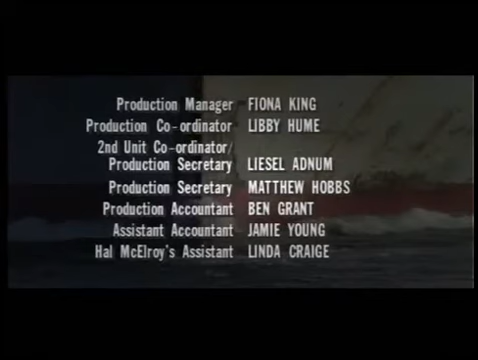 Production Manager FIONA KING
Production Co-ordinator LIBBY HUME
2nd Unit Co-ordinator/
Production Secretary LIESEL ADNUM
Production Secretary MATTHEW HOBBS
Production Accountant BEN GRANT
Assistant Accountant JAMIE YOUNG
Hal McElroy's Assistant LINDA CRAIGE